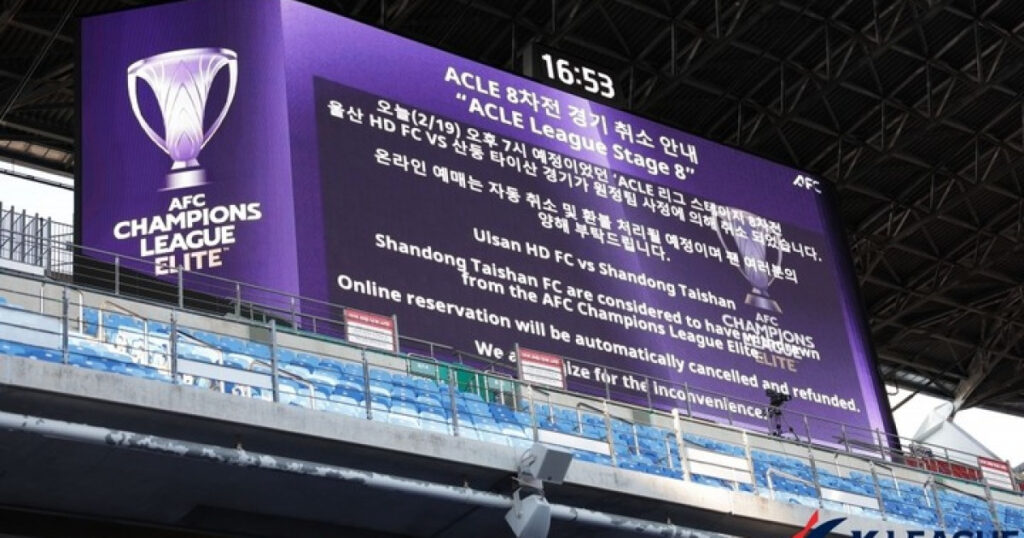 16:53
AFC
AFC
CHAMPIONS
LEAGUE
ELITE™
ACLE 8차전 경기 취소 안내
“ACLE League Stage 8”
오늘(2/19) 오후 7시 예정이었던 ‘ACLE 리그 스테이지 8차전
울산 HD FC VS 산둥 타이산 경기가 원정팀 사정에 의해 취소 되었습니다.
온라인 예매는 자동 취소 및 환불 처리될 예정이며 팬 여러분의
양해 부탁드립니다.
Ulsan HD FC vs Shandong Taishan
Shandong Taishan FC are considered to have withdrawn
from the AFC Champions League Elite.
Online reservation will be automatically cancelled and refunded.
We a ize for the inconvenience.
CHAMPIONS
ELITE
K LEAGUE